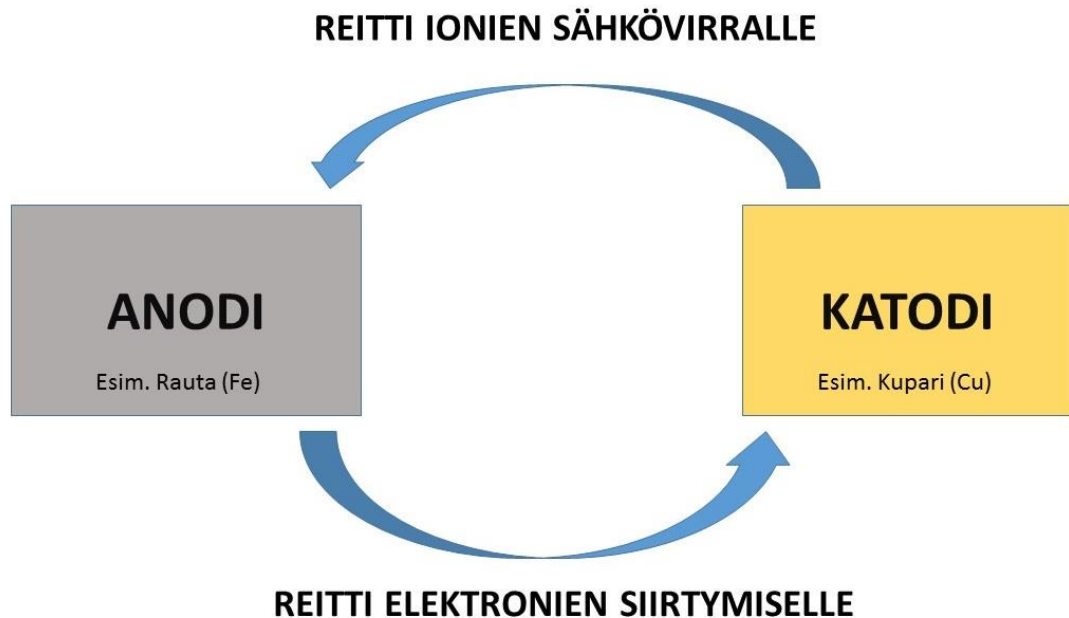 REITTI IONIEN SÄHKÖVIRRALLE
ANODI
Esim. Rauta (Fe)
KATODI
Esim. Kupari (Cu)
REITTI ELEKTRONIEN SIIRTYMISELLE